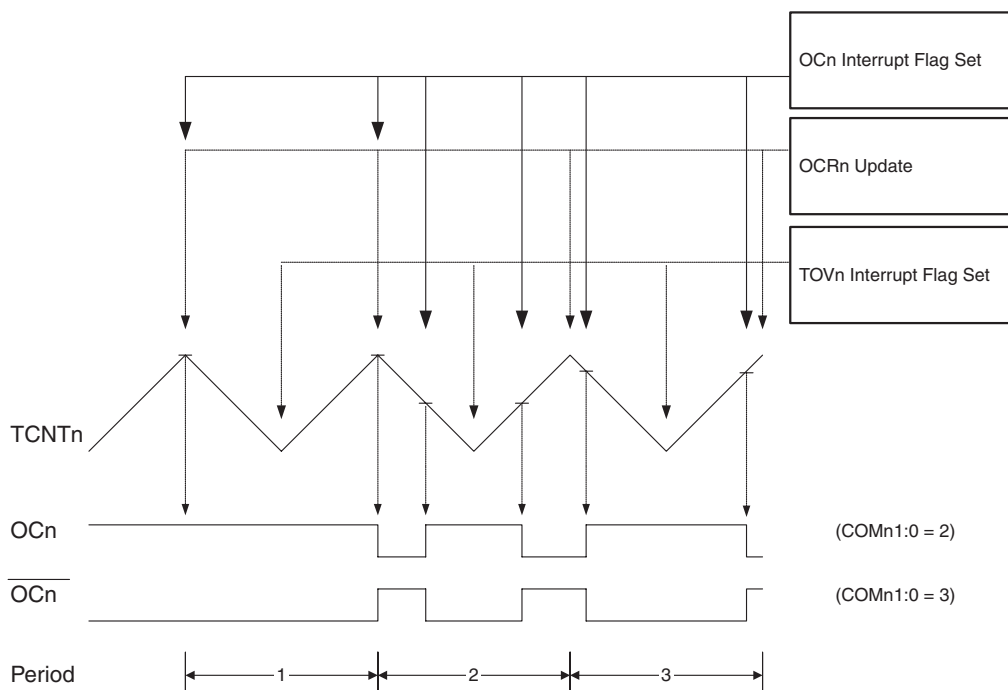 OCn Interrupt Flag Set
OCRn Update
TOVn Interrupt Flag Set
TCNTn
OCn
(COMn1:0 = 2)
OCn
(COMn1:0 = 3)
Period
1
2
3